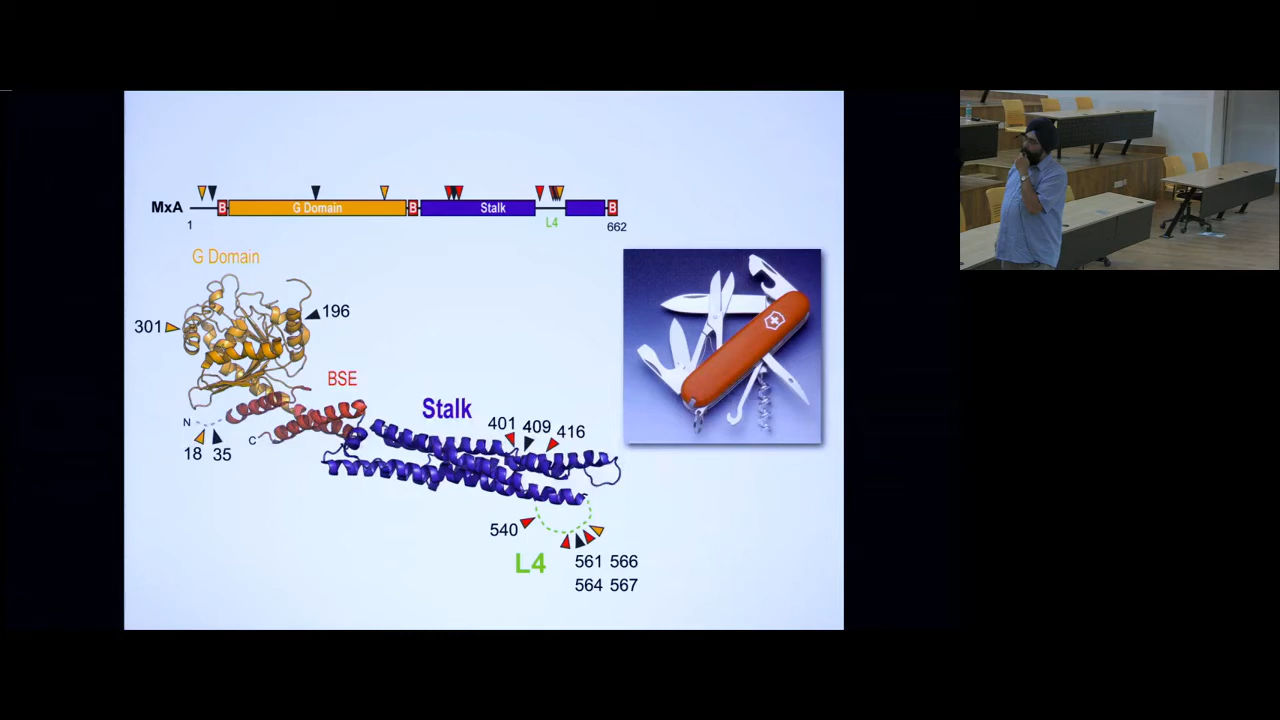 MxA
B
G Domain
B
Stalk
B
1
L4
662
G Domain
301
196
BSE
Stalk
N
C
18 35
401 409 416
540
L4
561 566
564 567